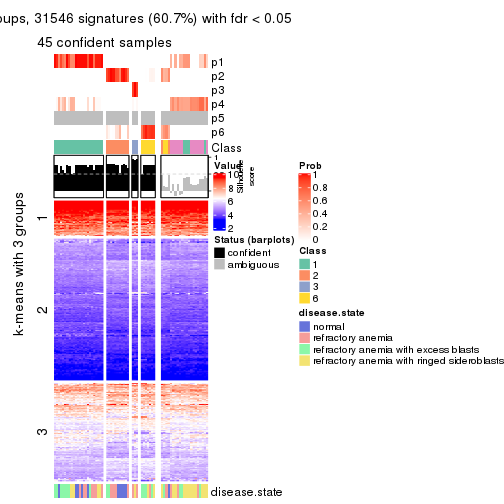 oups, 31546 signatures (60.7%) with fdr < 0.05
45 confident samples
p1
p2
p3
p4
p5
p6
Class
1
Silhouette
score
Value
10
8
6
4
2
Status (barplots)
confident
ambiguous
Prob
1
0.8
0.6
0.4
0.2
0
Class
1
2
3
6
disease.state
normal
refractory anemia
refractory anemia with excess blasts
refractory anemia with ringed sideroblasts
k-means with 3 groups
1
2
3
disease.state